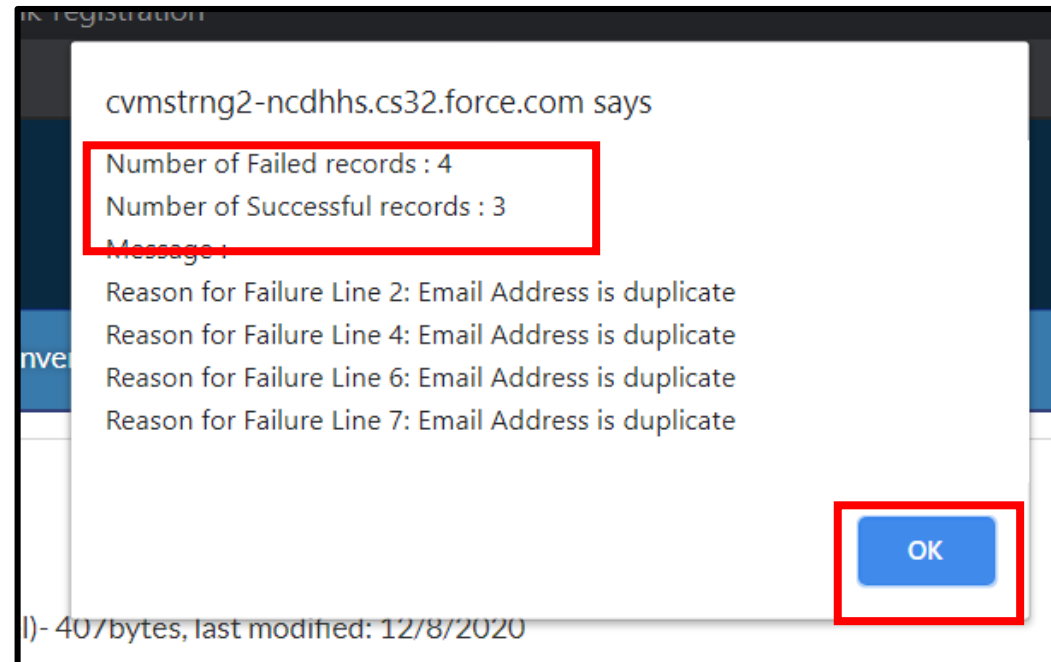 registration
cvmstrng2-ncdhhs.cs32.force.com says
Number of Failed records : 4
Number of Successful records : 3
Message :
Reason for Failure Line 2: Email Address is duplicate
Reason for Failure Line 4: Email Address is duplicate
Reason for Failure Line 6: Email Address is duplicate
Reason for Failure Line 7: Email Address is duplicate
OK
l)- 407bytes, last modified: 12/8/2020